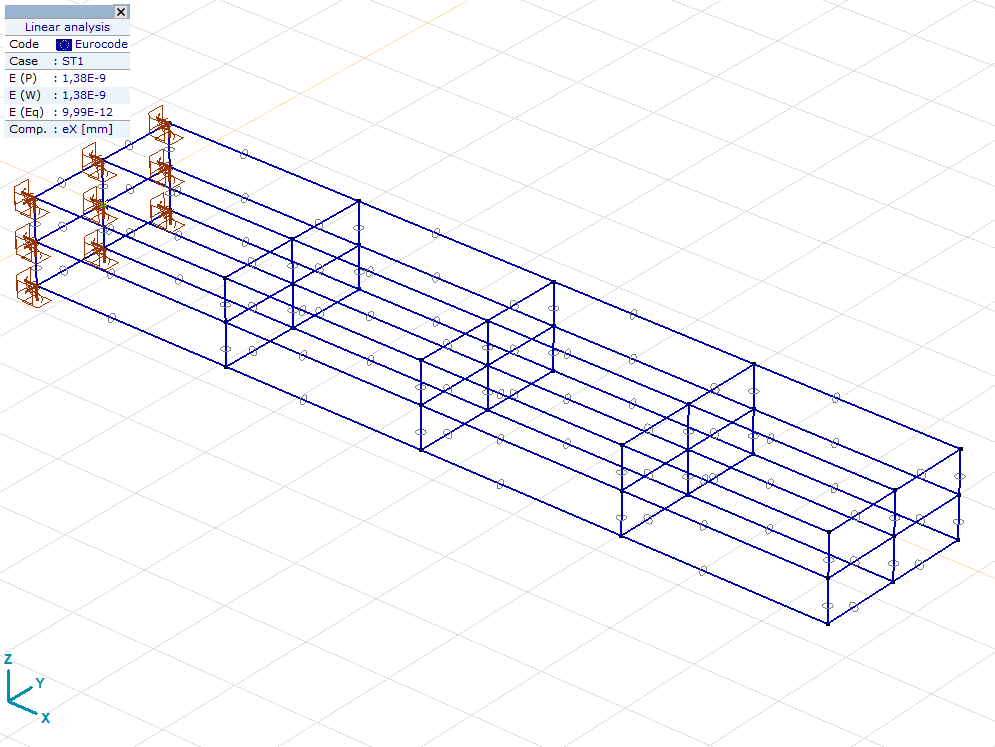 Linear analysis
Code Eurocode
Case : ST1
E (P) : 1,38E-9
E (W) : 1,38E-9
E (Eq) : 9,99E-12
Comp. : eX [mm]
Z
Y
X